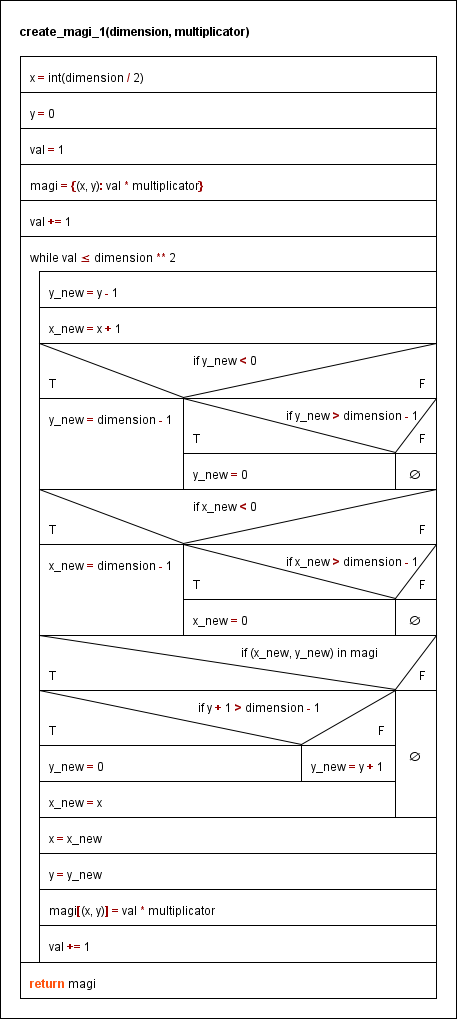 create_magi_1(dimension, multiplicator)
x = int(dimension / 2)
y = 0
val = 1
magi = {(x, y): val * multiplicator}
val += 1
while val ≤ dimension ** 2
y_new = y - 1
x_new = x + 1
if y_new < 0
T F
y_new = dimension - 1
if y_new > dimension - 1
T F
y_new = 0 ∅
if x_new < 0
T F
x_new = dimension - 1
if x_new > dimension - 1
T F
x_new = 0 ∅
if (x_new, y_new) in magi
T F
if y + 1 > dimension - 1
T F
∅
y_new = 0 y_new = y + 1
x_new = x
x = x_new
y = y_new
magi[(x, y)] = val * multiplicator
val += 1
return magi